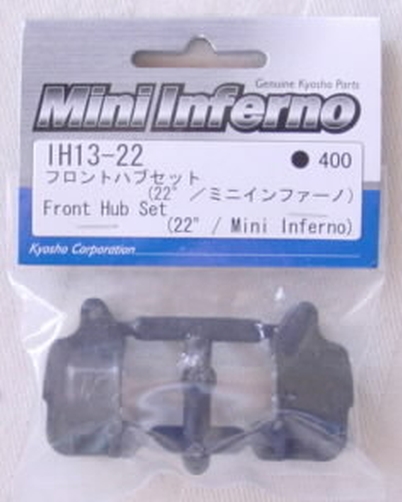 Genuine Kyosho Parts
Mini Inferno
IH13-22 ● 400
フロントハブセット
(22° /ミニインファーノ)
Front Hub Set
(22° / Mini Inferno)
Kyosho Corporation